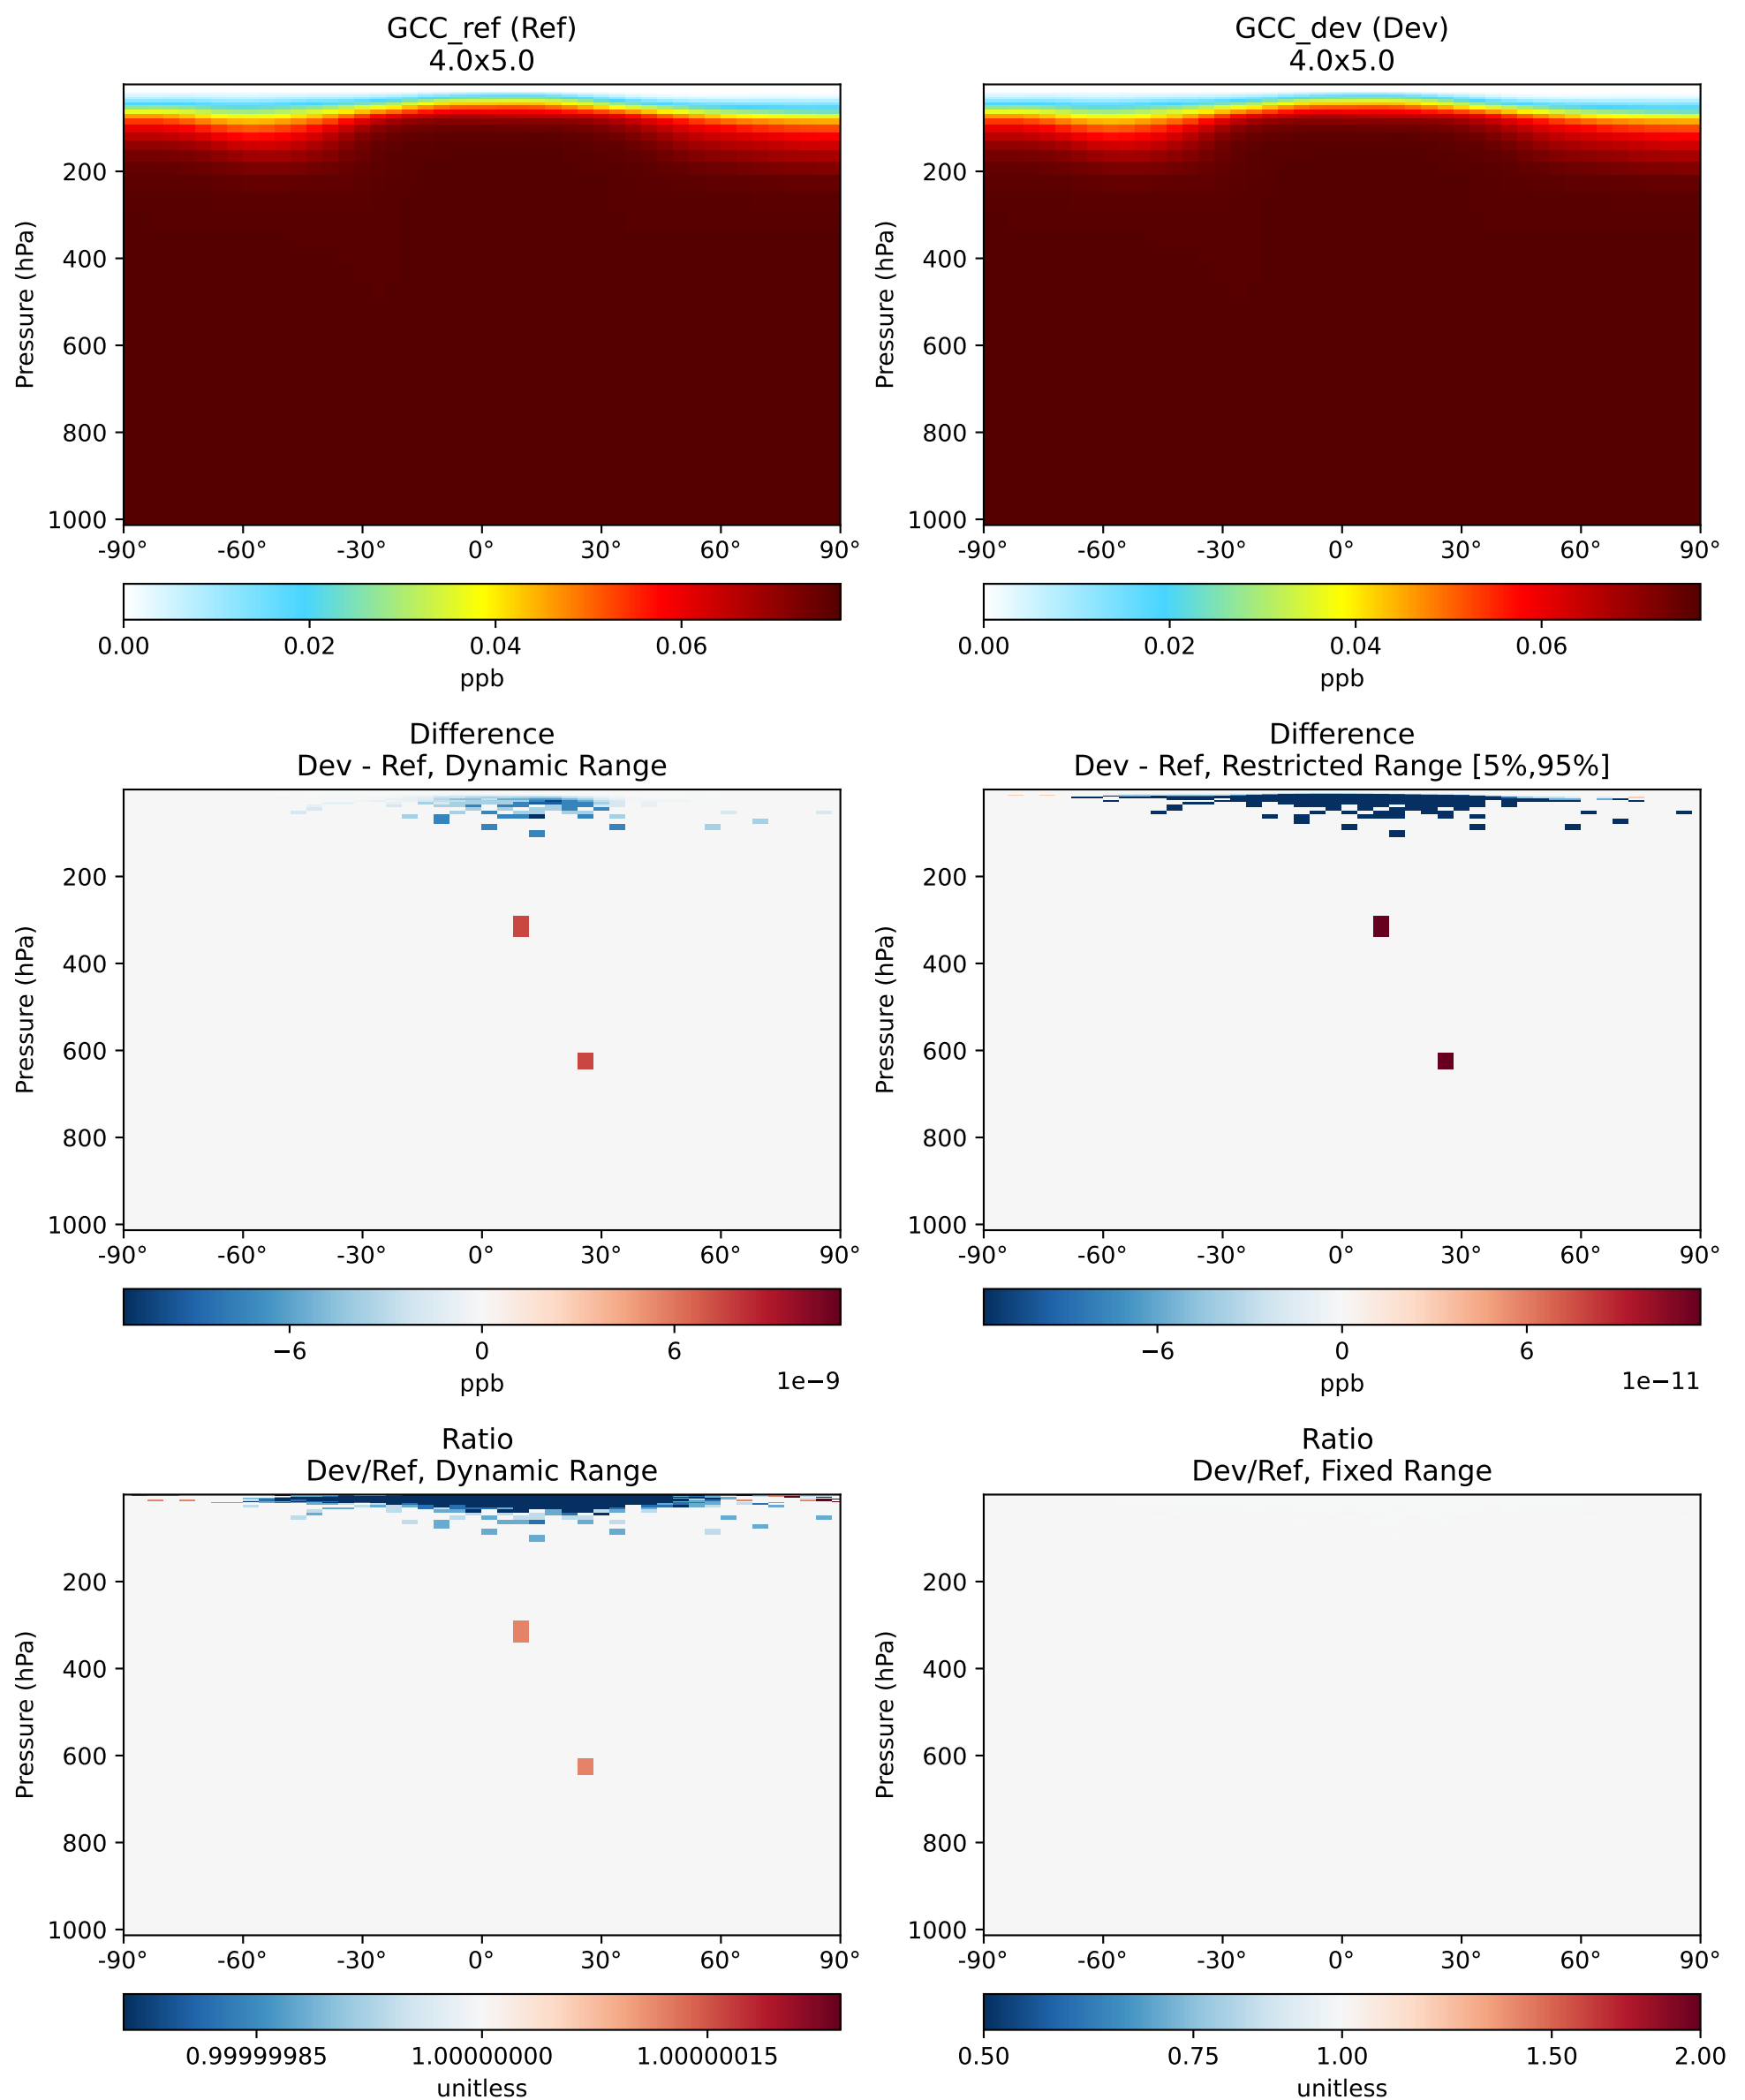 GCC_ref (Ref)
4.0x5.0
Pressure (hPa)
200
400
600
800
1000
-90° -60° -30° 0° 30° 60° 90°
0.00 0.02 0.04 0.06
ppb
GCC_dev (Dev)
4.0x5.0
Pressure (hPa)
200
400
600
800
1000
-90° -60° -30° 0° 30° 60° 90°
0.00 0.02 0.04 0.06
ppb
Difference
Dev - Ref, Dynamic Range
Pressure (hPa)
200
400
600
800
1000
-90° -60° -30° 0° 30° 60° 90°
−6 0 6
ppb 1e−9
Difference
Dev - Ref, Restricted Range [5%,95%]
Pressure (hPa)
200
400
600
800
1000
-90° -60° -30° 0° 30° 60° 90°
−6 0 6
ppb 1e−11
Ratio
Dev/Ref, Dynamic Range
Pressure (hPa)
200
400
600
800
1000
-90° -60° -30° 0° 30° 60° 90°
0.99999985 1.00000000 1.00000015
unitless
Ratio
Dev/Ref, Fixed Range
Pressure (hPa)
200
400
600
800
1000
-90° -60° -30° 0° 30° 60° 90°
0.50 0.75 1.00 1.50 2.00
unitless